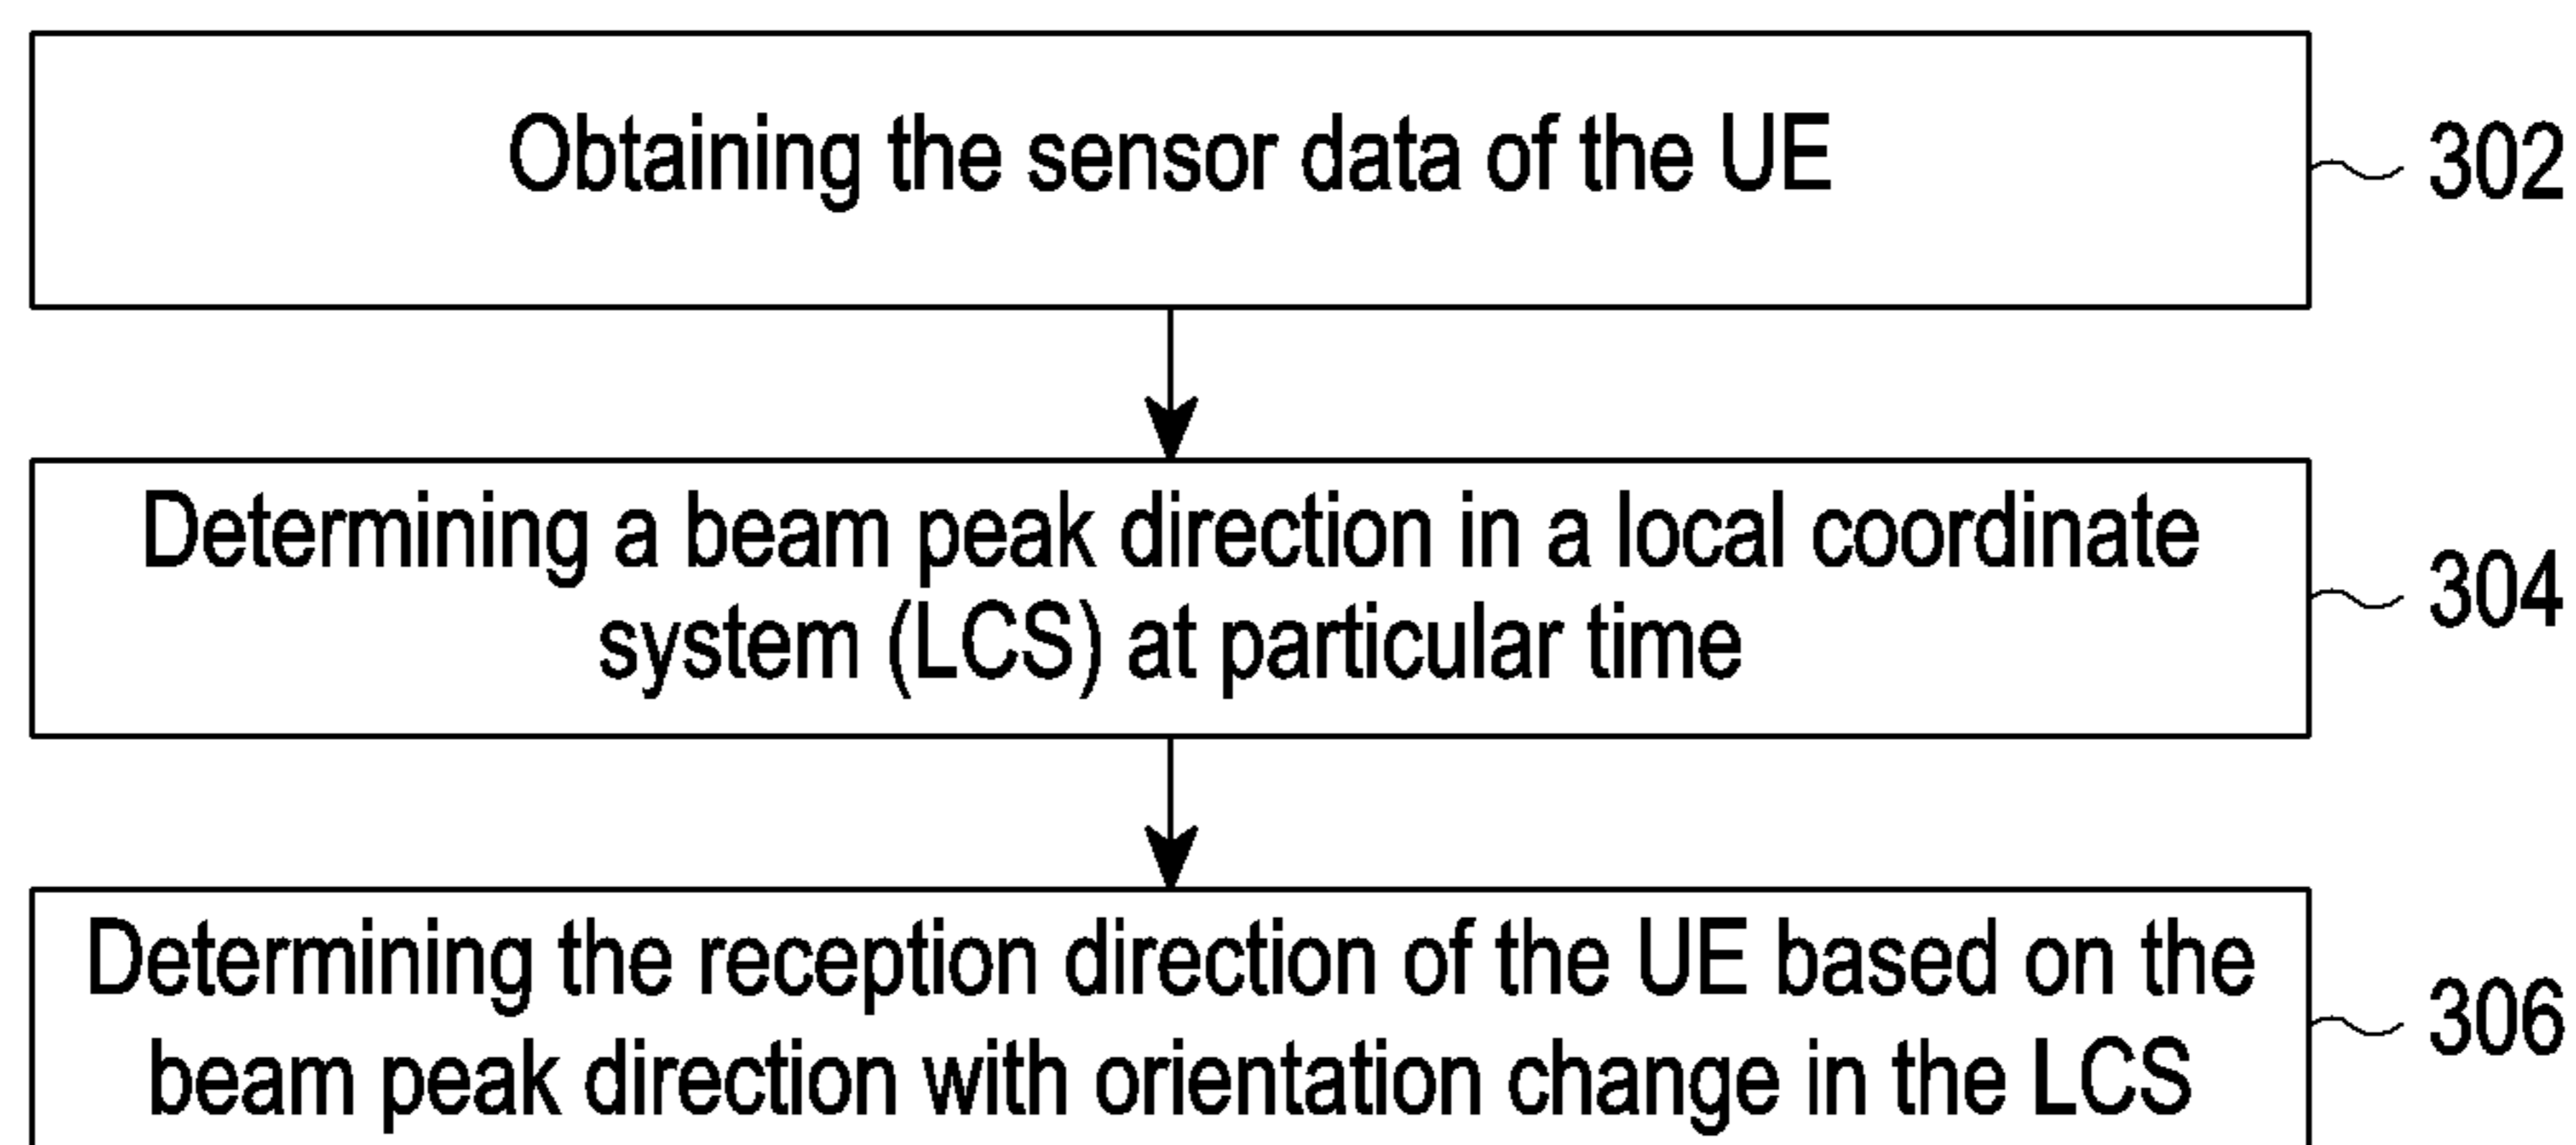 Obtaining the sensor data of the UE
302
Determining a beam peak direction in a local coordinate
system (LCS) at particular time
304
Determining the reception direction of the UE based on the
beam peak direction with orientation change in the LCS
306